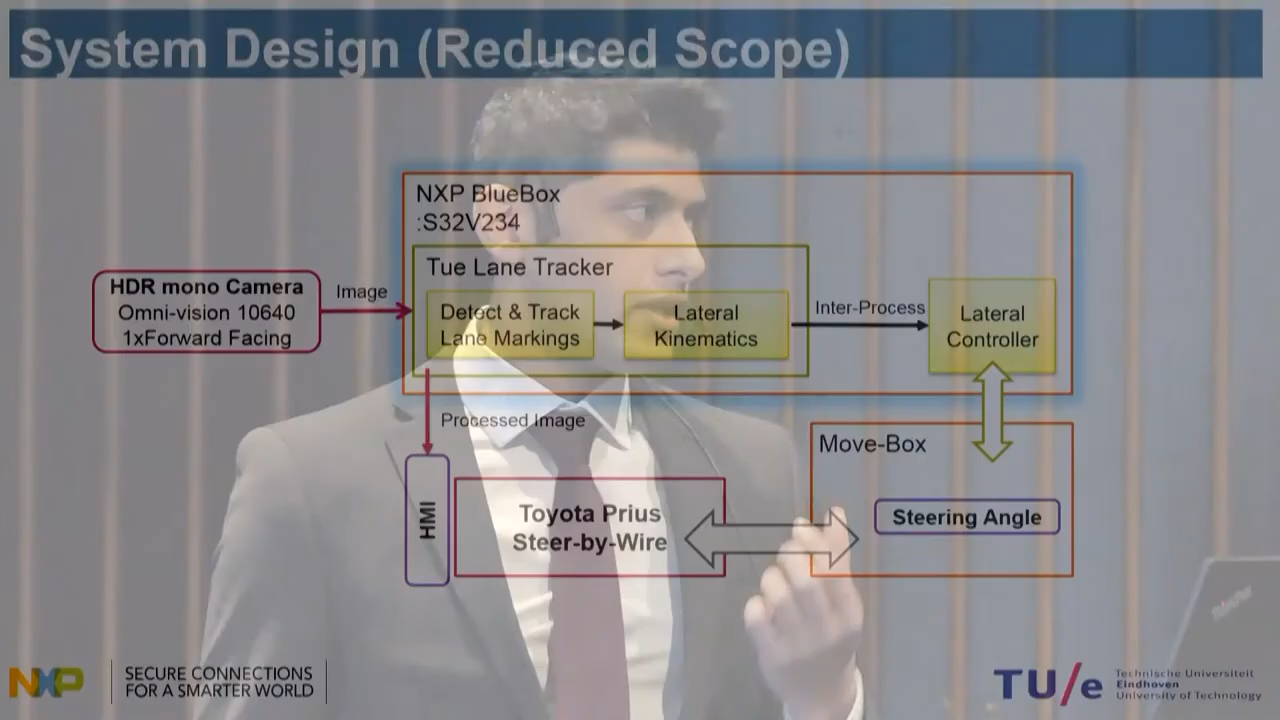 System Design (Reduced Scope)
NXP BlueBox
:S32V234
Tue Lane Tracker
HDR mono Camera
Omni-vision 10640
1xForward Facing
Image
Detect & Track
Lane Markings
Lateral
Kinematics
Inter-Process
Lateral
Controller
Processed Image
Move-Box
HMI
Toyota Prius
Steer-by-Wire
Steering Angle
NXP
SECURE CONNECTIONS
FOR A SMARTER WORLD
TU/e
Technische Universiteit
Eindhoven
University of Technology